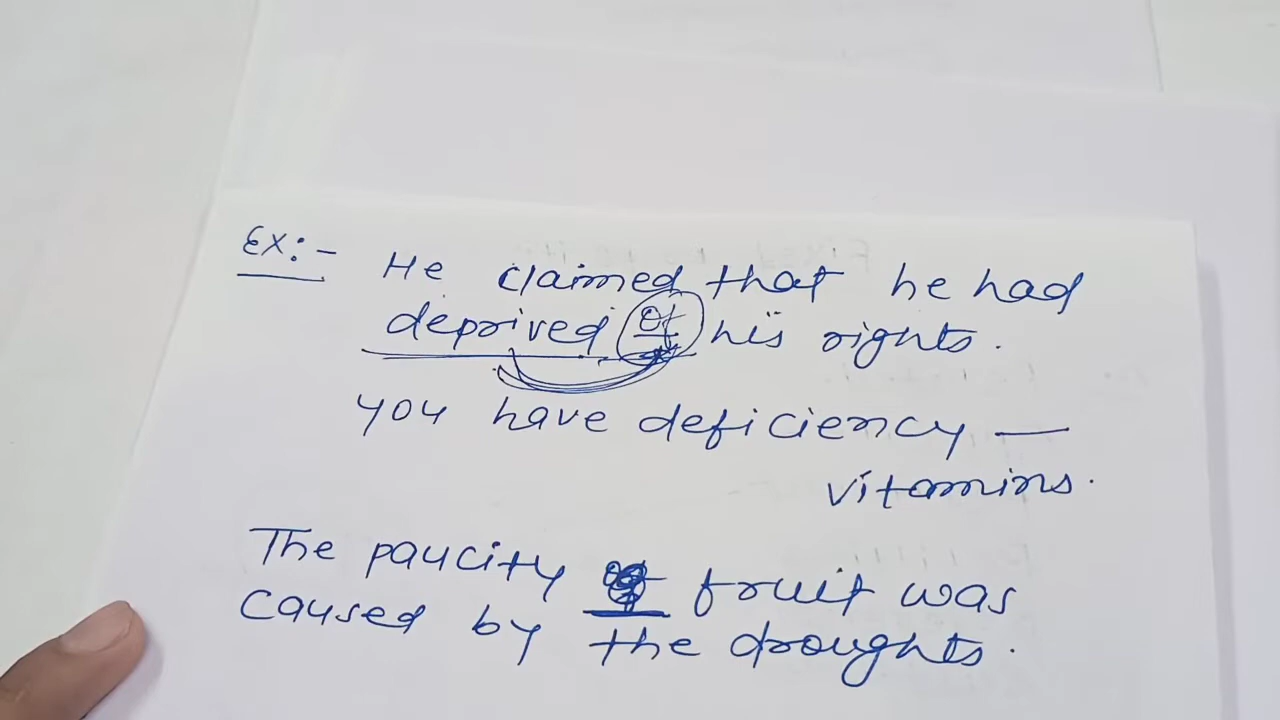 Ex:- He claimed that he had
deprived of his rights.
you have deficiency —
vitamins.
The paucity fruit was
caused by the droughts.